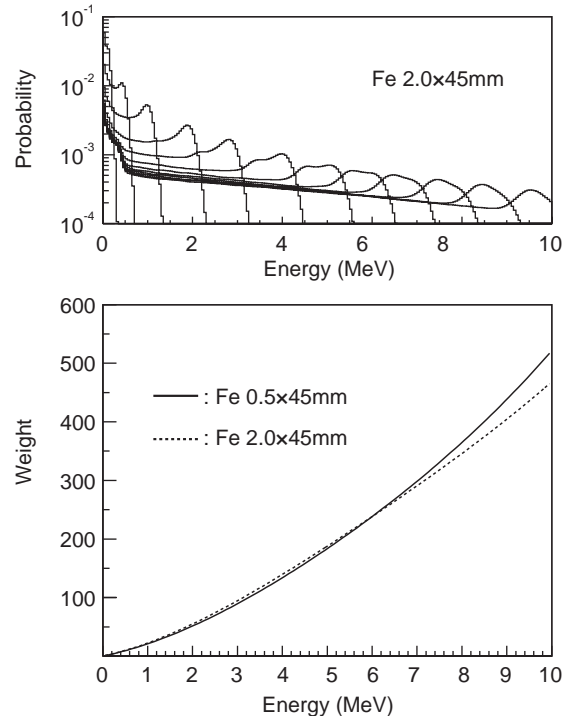 10⁻¹
10⁻²
10⁻³
10⁻⁴
Probability
Fe 2.0×45mm
0 2 4 6 8 10
Energy (MeV)
600
500
400
300
200
100
Weight
: Fe 0.5×45mm
: Fe 2.0×45mm
0 1 2 3 4 5 6 7 8 9 10
Energy (MeV)